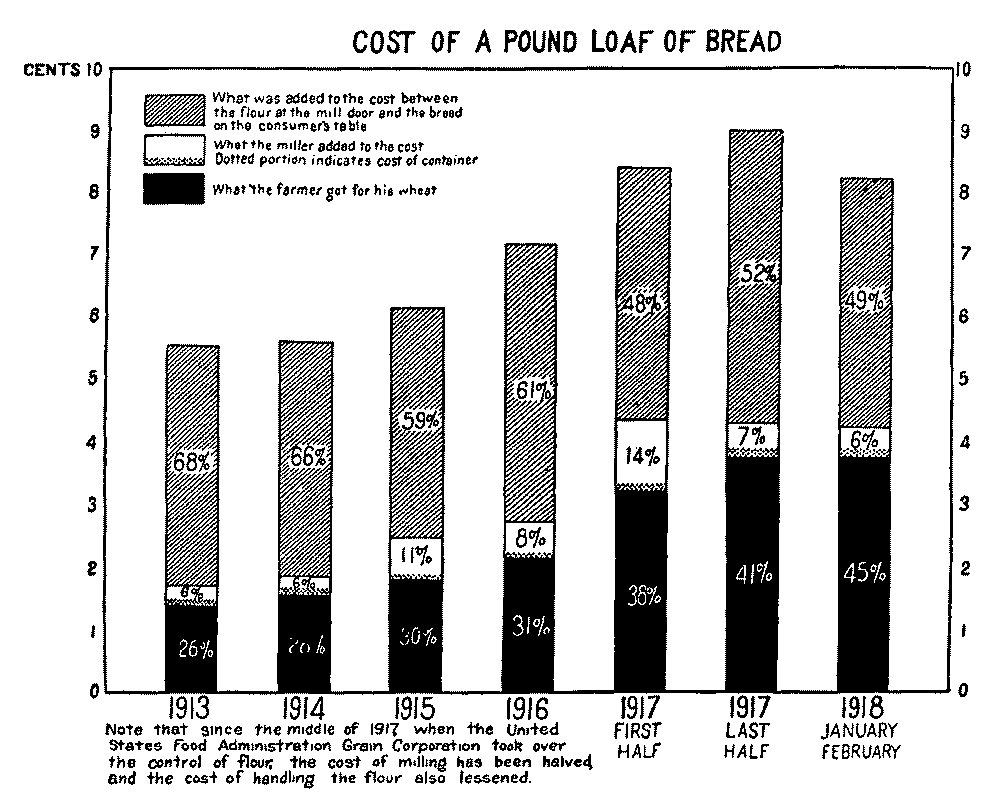 COST OF A POUND LOAF OF BREAD
CENTS 10
10
What was added to the cost between
the flour at the mill door and the bread
on the consumer's table
What the miller added to the cost
Dotted portion indicates cost of container
What the farmer got for his wheat
9
9
8
8
7
7
6
6
5
5
4
4
3
3
2
2
1
1
0
0
68%
66%
59%
61%
48%
52%
49%
6%
11%
8%
14%
7%
6%
26%
30%
31%
38%
41%
45%
1913
1914
1915
1916
1917
1917
1918
FIRST
HALF
LAST
HALF
JANUARY
FEBRUARY
Note that since the middle of 1917 when the United
States Food Administration Grain Corporation took over
the control of flour, the cost of milling has been halved,
and the cost of handling the flour also lessened.